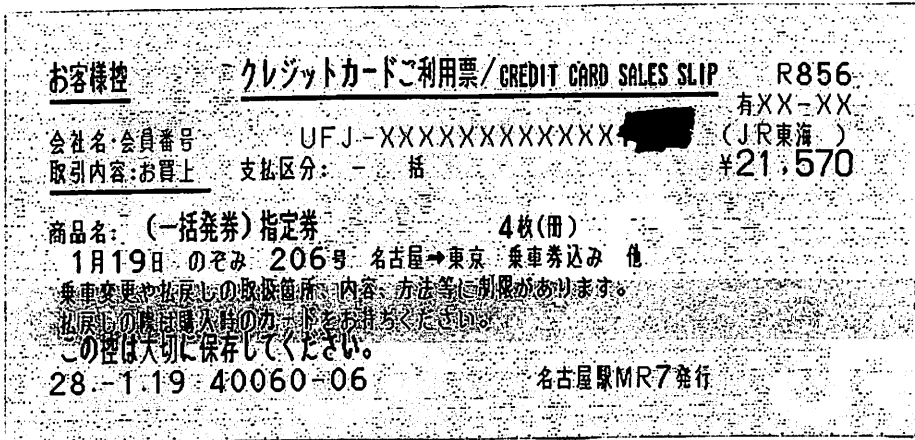 お客様控 クレジットカードご利用票/CREDIT CARD SALES SLIP R856
有XX-XX
会社名・会員番号 UFJ-XXXXXXXXXXXX (JR東海 )
取引内容:お買上 支払区分: 一 括 ¥21,570
商品名: (一括発券)指定券 4枚(冊)
1月19日 のぞみ 206号 名古屋→東京 乗車券込み 他
乗車変更や払戻しの取扱箇所、内容、方法等に制限があります。
払戻しの際は購入時のカードをお持ちください。
この控は大切に保存してください。
28.-1.19 40060-06 名古屋駅MR7発行